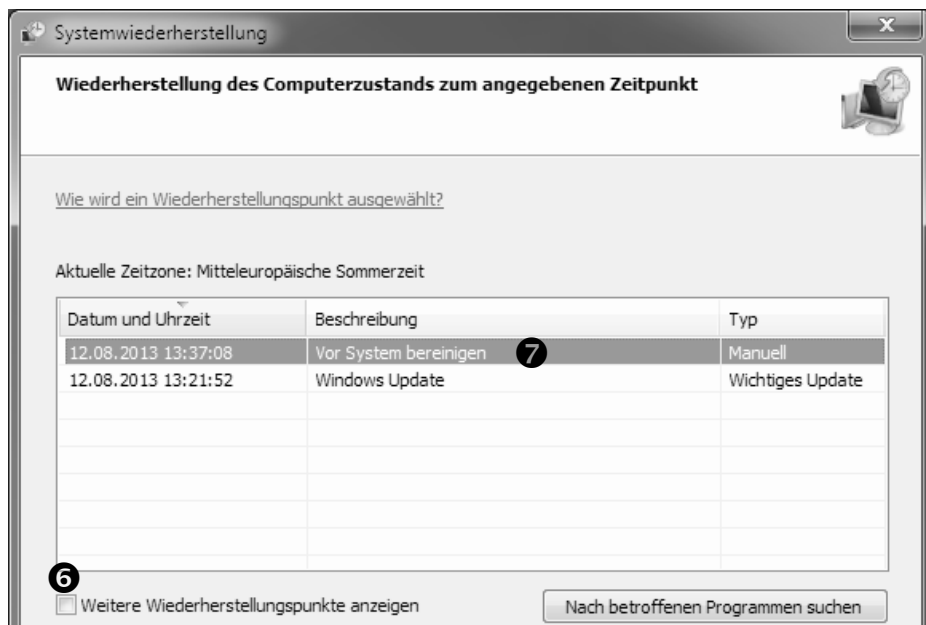 Systemwiederherstellung
X
Wiederherstellung des Computerzustands zum angegebenen Zeitpunkt
Wie wird ein Wiederherstellungspunkt ausgewählt?
Aktuelle Zeitzone: Mitteleuropäische Sommerzeit
Datum und Uhrzeit Beschreibung Typ
12.08.2013 13:37:08 Vor System bereinigen 7 Manuell
12.08.2013 13:21:52 Windows Update Wichtiges Update
6
Weitere Wiederherstellungspunkte anzeigen Nach betroffenen Programmen suchen